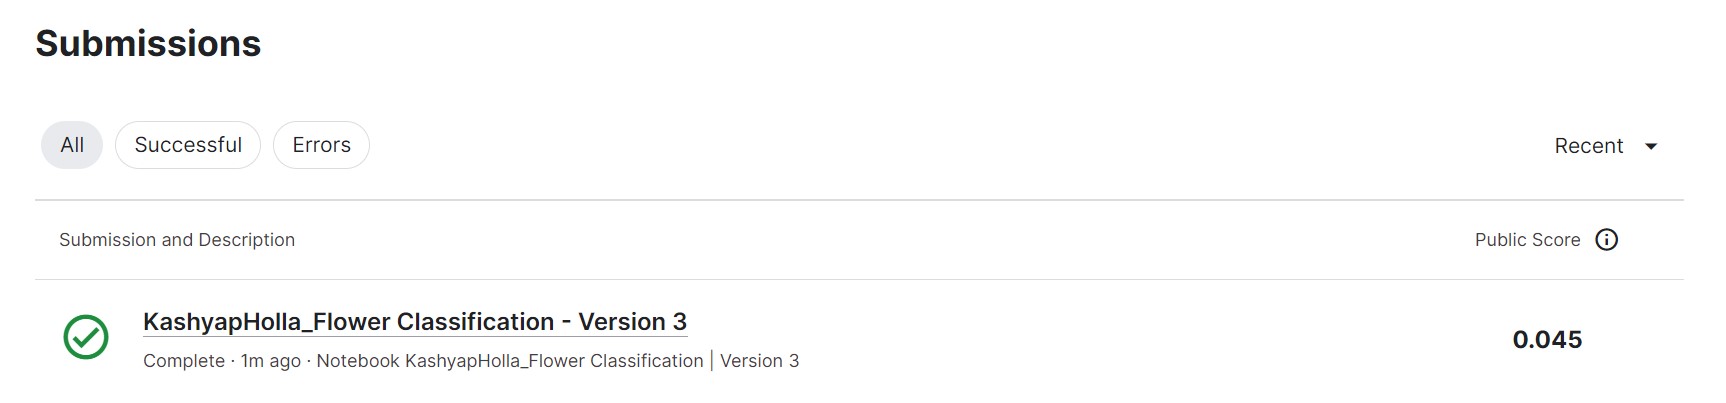 Submissions
All Successful Errors Recent
Submission and Description Public Score
KashyapHolla_Flower Classification - Version 3
0.045
Complete · 1m ago · Notebook KashyapHolla_Flower Classification | Version 3